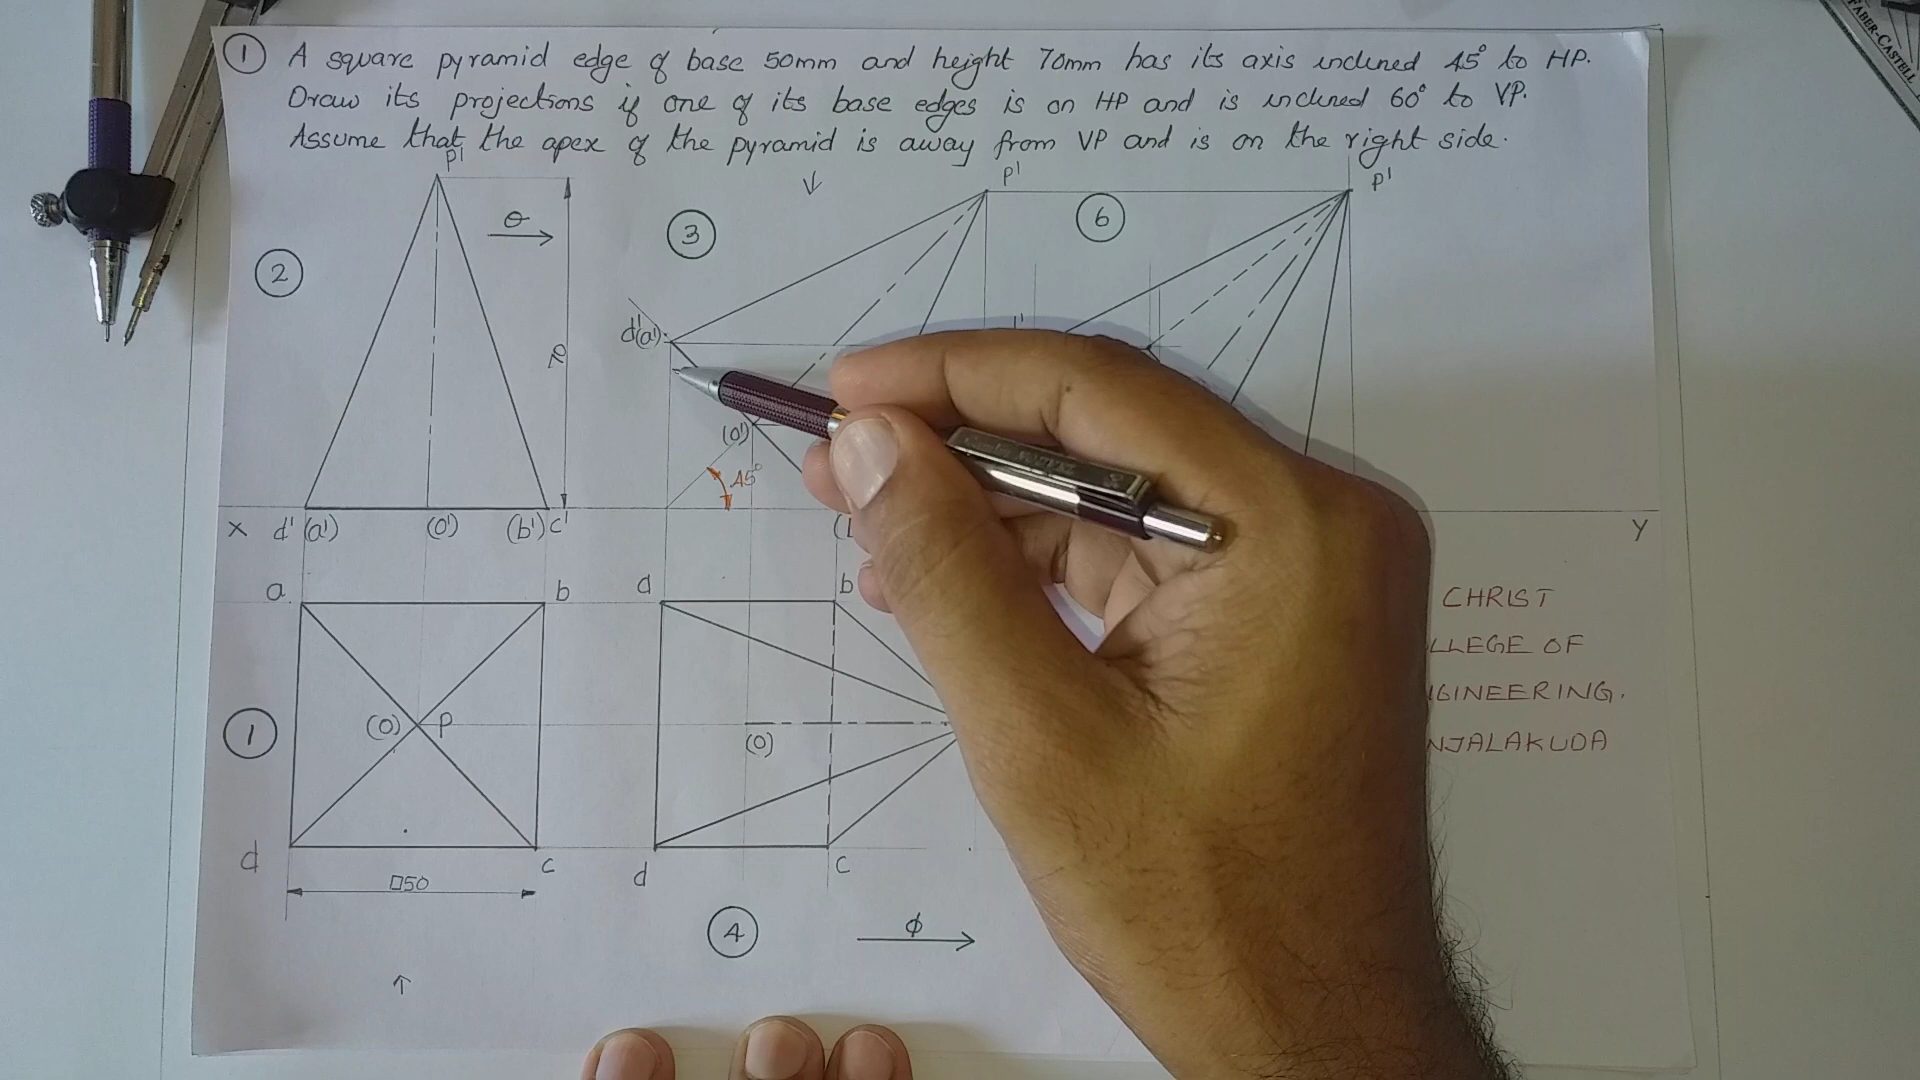 ① A square pyramid edge of base 50mm and height 70mm has its axis inclined 45° to HP.
Draw its projections if one of its base edges is on HP and is inclined 60° to VP.
Assume that the apex of the pyramid is away from VP and is on the right side.
p' θ → ② 70
③ p' p' ⑥
d'(a') (o') 45°
X d' (a') (o') (b') c' Y
a b a b
(o) p (o)
① d c d c
□50
④ ϕ →
CHRIST
LLEGE OF
GINEERING.
NJALAKUDA
FABER-CASTELL